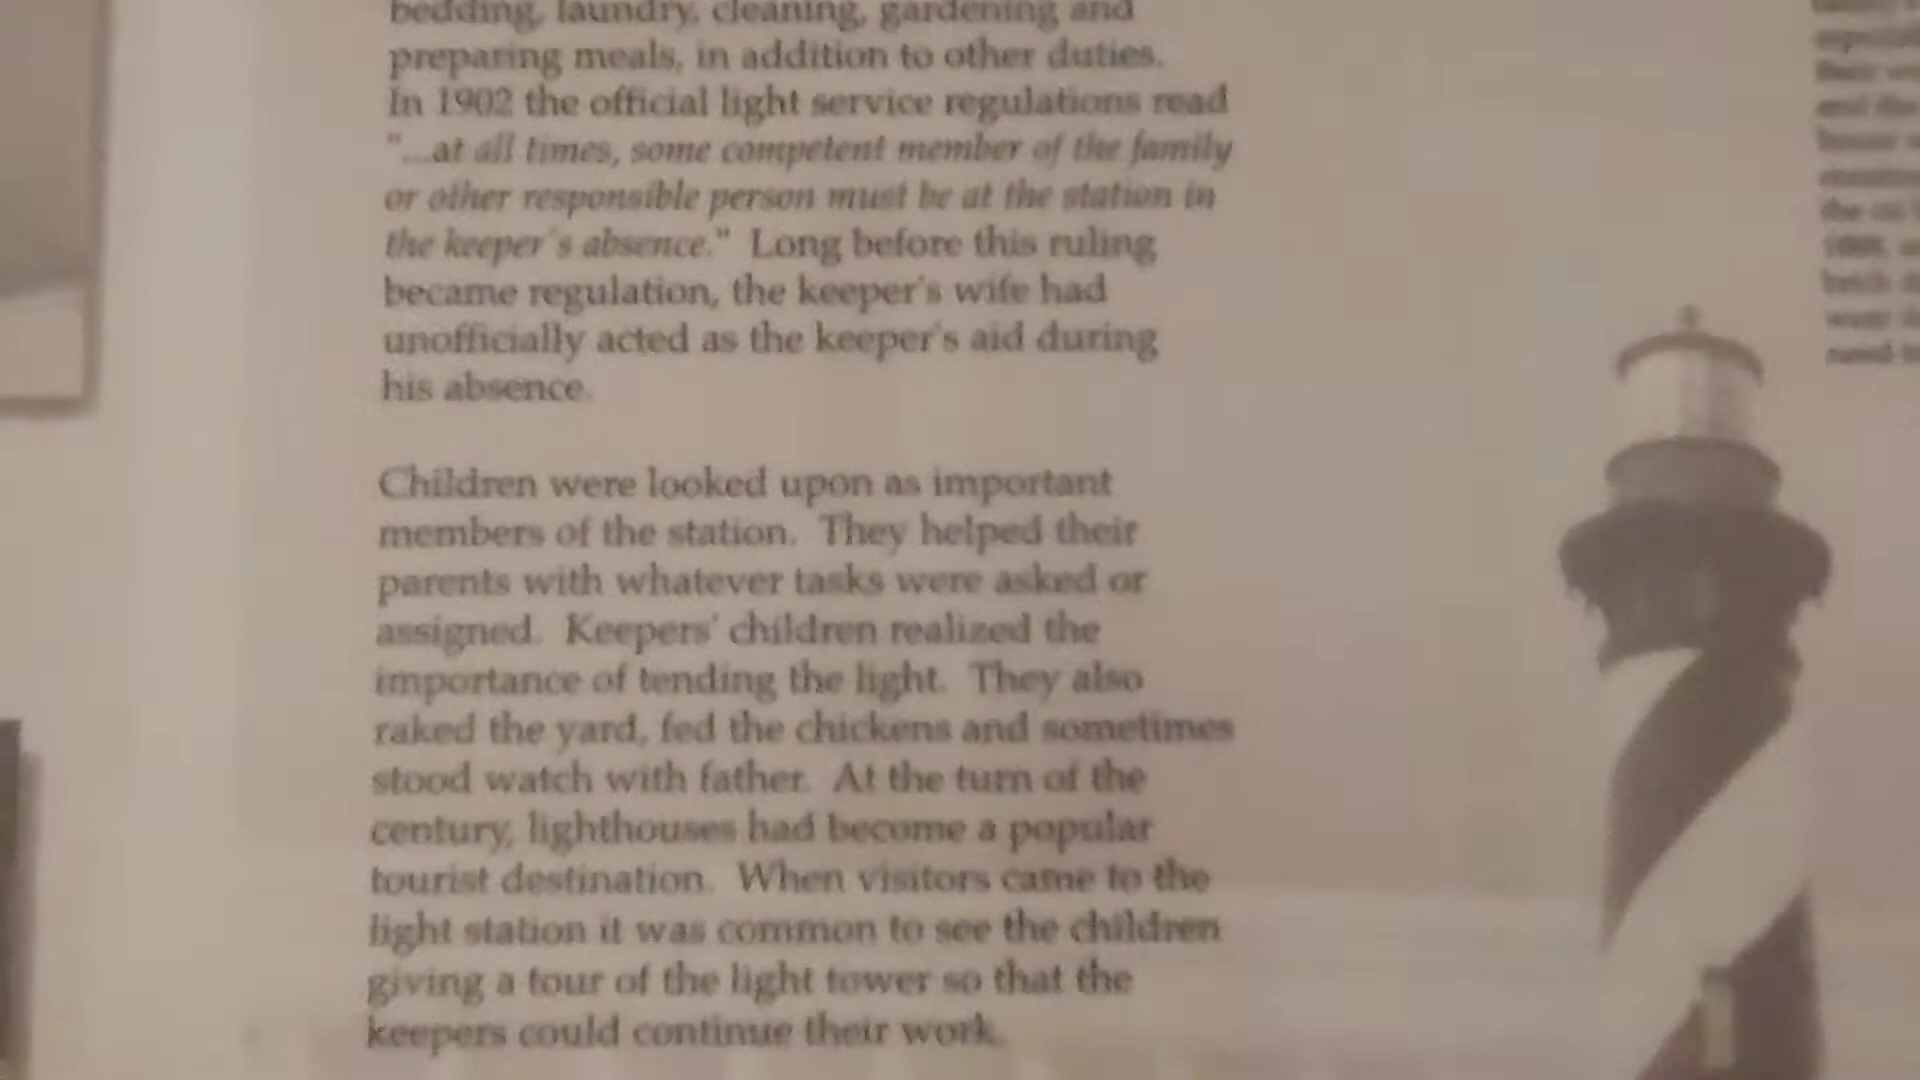 bedding, laundry, cleaning, gardening and
preparing meals, in addition to other duties.
In 1902 the official light service regulations read
"...at all times, some competent member of the family
or other responsible person must be at the station in
the keeper's absence."  Long before this ruling
became regulation, the keeper's wife had
unofficially acted as the keeper's aid during
his absence.
Children were looked upon as important
members of the station.  They helped their
parents with whatever tasks were asked or
assigned.  Keepers' children realized the
importance of tending the light.  They also
raked the yard, fed the chickens and sometimes
stood watch with father.  At the turn of the
century, lighthouses had become a popular
tourist destination.  When visitors came to the
light station it was common to see the children
giving a tour of the light tower so that the
keepers could continue their work.
and the
the
need